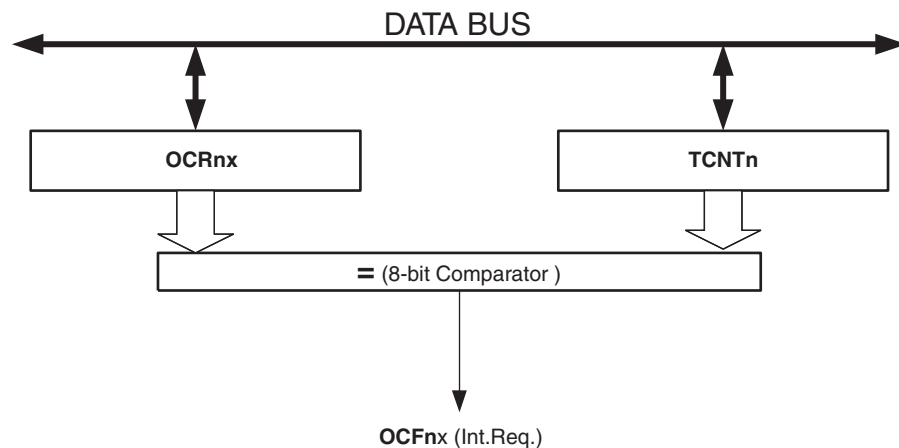 DATA BUS
OCRnx
TCNTn
= (8-bit Comparator )
OCFnx (Int.Req.)